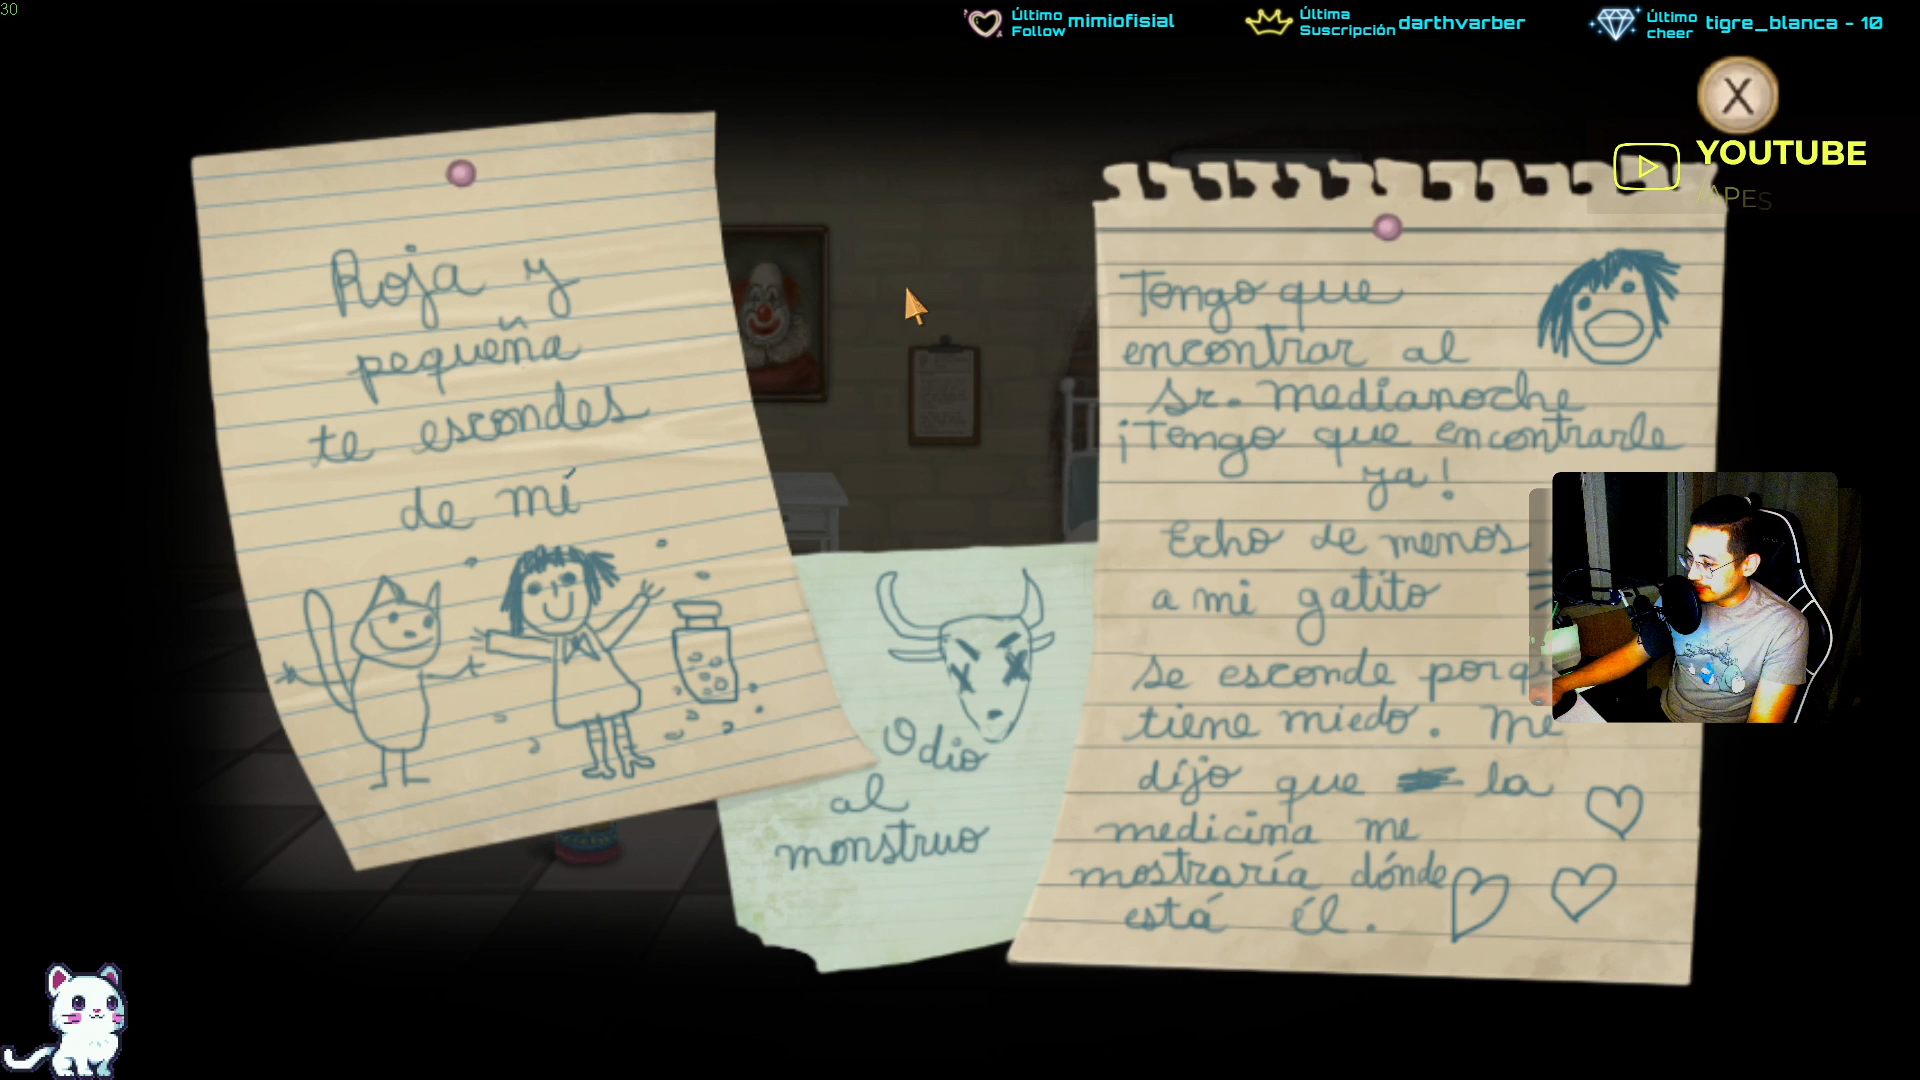 30
Último
Follow
mimiofisial
Última
Suscripción
darthvarber
Último
cheer
tigre_blanca - 10
X
YOUTUBE
/APES
Roja y
pequeña
te escondes
de mí
Odio
al
monstruo
Tengo que
encontrar al
Sr. medianoche
¡Tengo que encontrarle
ya!
Echo de menos
a mi gatito
Se esconde porq
tiene miedo. Me
dijo que la
medicina me
mostraría dónde
está él.